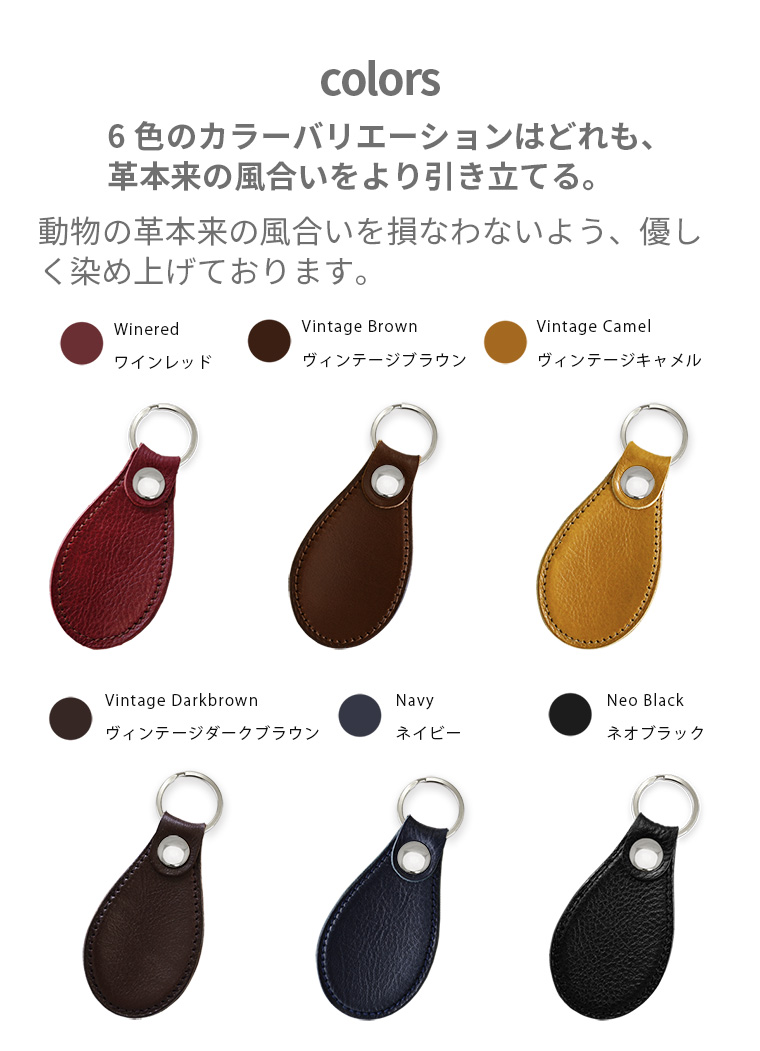 colors
6色のカラーバリエーションはどれも、
革本来の風合いをより引き立てる。
動物の革本来の風合いを損なわないよう、優し
く染め上げております。
Winered
ワインレッド
Vintage Brown
ヴィンテージブラウン
Vintage Camel
ヴィンテージキャメル
Vintage Darkbrown
ヴィンテージダークブラウン
Navy
ネイビー
Neo Black
ネオブラック